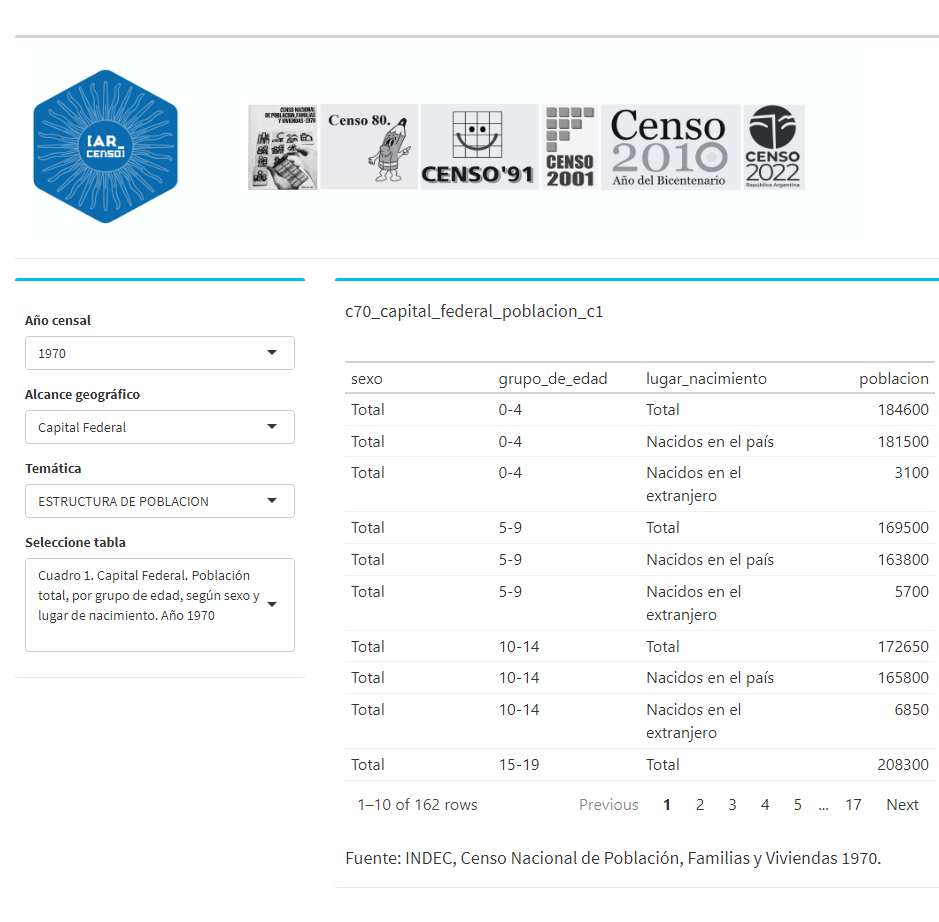 [AR_
CENSO]
CENSO NACIONAL
DE POBLACION, FAMILIAS
Y VIVIENDAS-1970
Censo 80.
CENSO'91
CENSO
2001
Censo
2010
Año del Bicentenario
CENSO
2022
República Argentina
Año censal
1970
Alcance geográfico
Capital Federal
Temática
ESTRUCTURA DE POBLACION
Seleccione tabla
Cuadro 1. Capital Federal. Población
total, por grupo de edad, según sexo y
lugar de nacimiento. Año 1970
c70_capital_federal_poblacion_c1
sexo grupo_de_edad lugar_nacimiento poblacion
Total 0-4 Total 184600
Total 0-4 Nacidos en el país 181500
Total 0-4 Nacidos en el 3100
extranjero
Total 5-9 Total 169500
Total 5-9 Nacidos en el país 163800
Total 5-9 Nacidos en el 5700
extranjero
Total 10-14 Total 172650
Total 10-14 Nacidos en el país 165800
Total 10-14 Nacidos en el 6850
extranjero
Total 15-19 Total 208300
1–10 of 162 rows Previous 1 2 3 4 5 ... 17 Next
Fuente: INDEC, Censo Nacional de Población, Familias y Viviendas 1970.